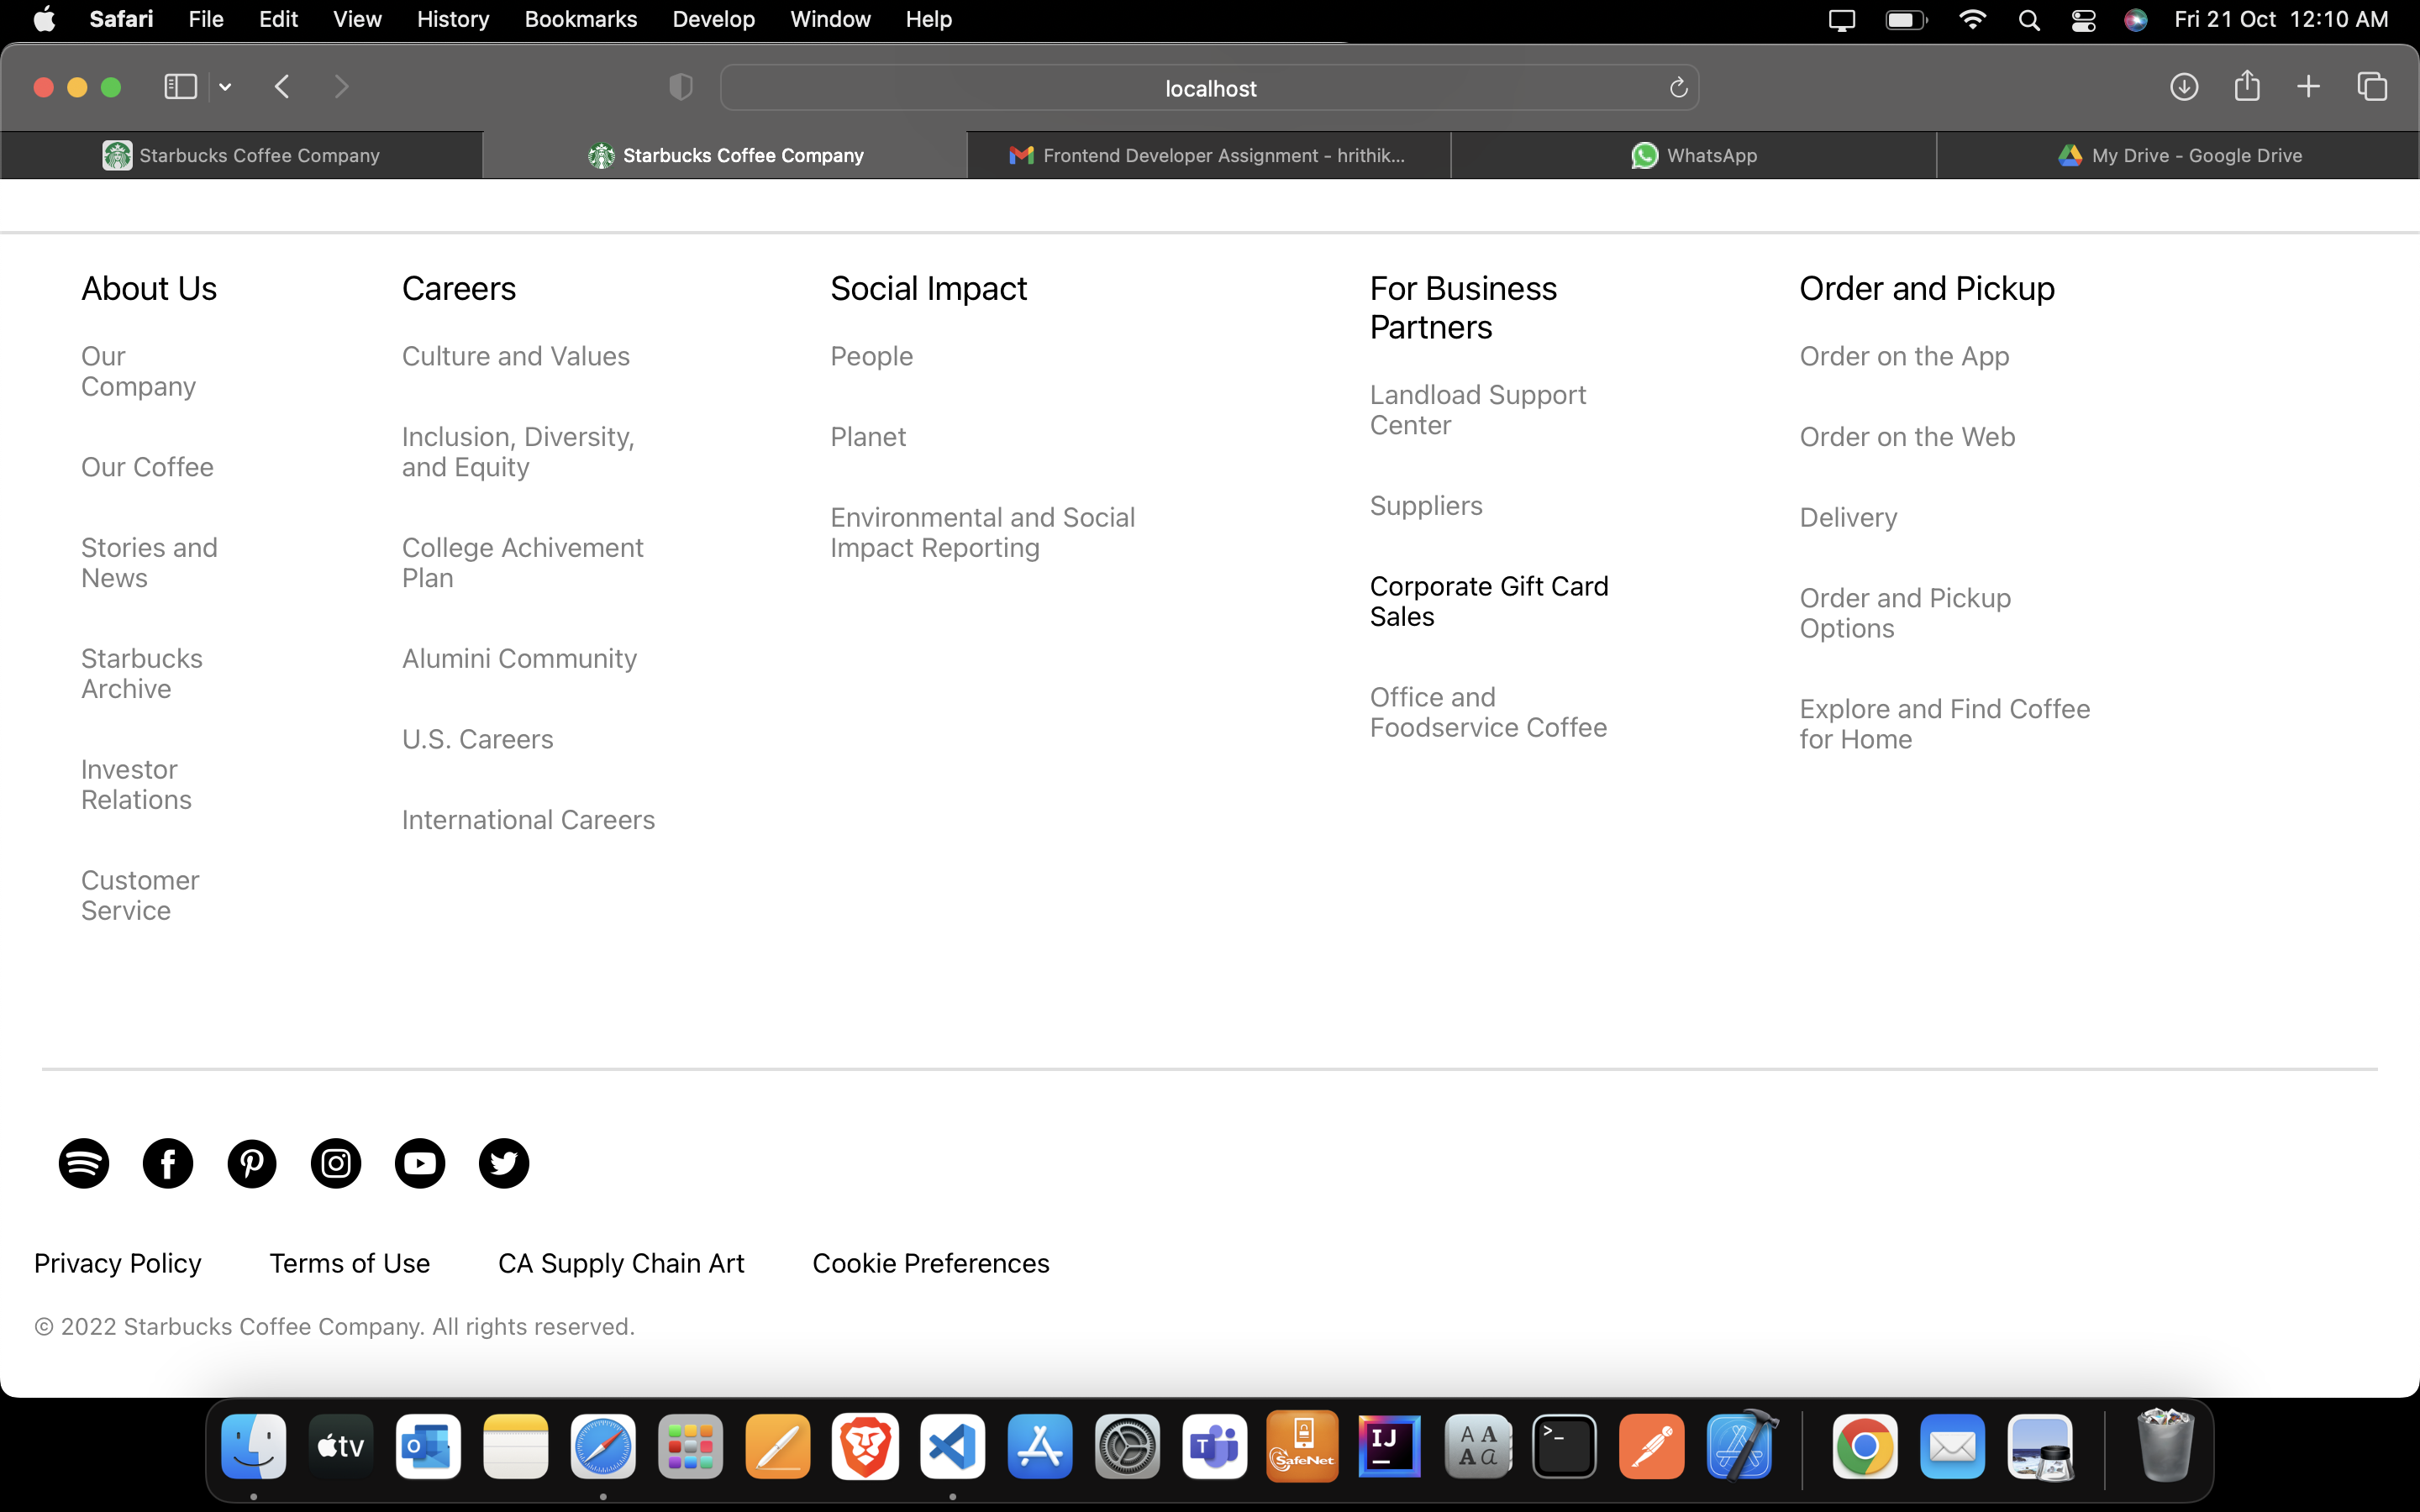 Safari File Edit View History Bookmarks Develop Window Help Fri 21 Oct 12:10 AM
localhost
Starbucks Coffee Company
Starbucks Coffee Company
Frontend Developer Assignment - hrithik...
WhatsApp
My Drive - Google Drive
About Us
Our
Company
Our Coffee
Stories and
News
Starbucks
Archive
Investor
Relations
Customer
Service
Careers
Culture and Values
Inclusion, Diversity,
and Equity
College Achivement
Plan
Alumini Community
U.S. Careers
International Careers
Social Impact
People
Planet
Environmental and Social
Impact Reporting
For Business
Partners
Landload Support
Center
Suppliers
Corporate Gift Card
Sales
Office and
Foodservice Coffee
Order and Pickup
Order on the App
Order on the Web
Delivery
Order and Pickup
Options
Explore and Find Coffee
for Home
Privacy Policy Terms of Use CA Supply Chain Art Cookie Preferences
© 2022 Starbucks Coffee Company. All rights reserved.
tv
O
T
SafeNet
IJ
A A
A a
>_